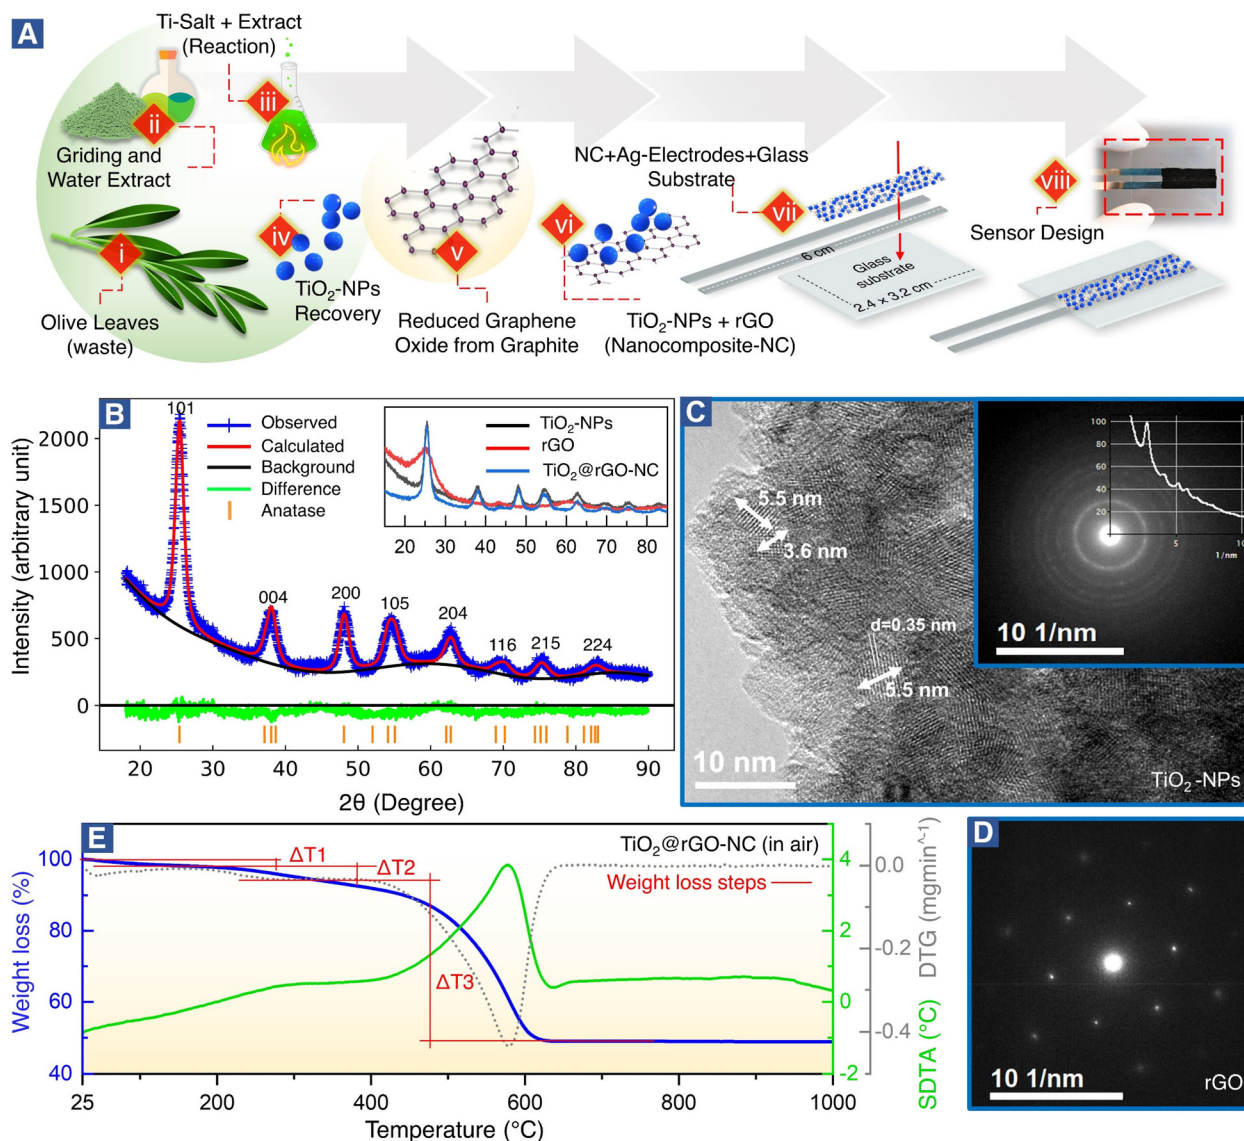 A
Ti-Salt + Extract
(Reaction)
iii
ii
Griding and
Water Extract
iv
i
TiO2-NPs
Recovery
Olive Leaves
(waste)
v
Reduced Graphene
Oxide from Graphite
vi
TiO2-NPs + rGO
(Nanocomposite-NC)
NC+Ag-Electrodes+Glass
Substrate
vii
6 cm
Glass
substrate
2.4 × 3.2 cm
viii
Sensor Design
B
Intensity (arbitrary unit)
2000
1500
1000
500
0
101
004
200
105
204
116
215
224
Observed
Calculated
Background
Difference
Anatase
TiO2-NPs
rGO
TiO2@rGO-NC
15 20 30 40 50 60 70 80
20 30 40 50 60 70 80 90
2θ (Degree)
C
5.5 nm
3.6 nm
d=0.35 nm
5.5 nm
10 nm
TiO2-NPs
100
80
60
40
20
0
5
10
1/nm
10 1/nm
E
Weight loss (%)
100
80
60
40
ΔT1
ΔT2
ΔT3
TiO2@rGO-NC (in air)
Weight loss steps
25 200 400 600 800 1000
Temperature (°C)
4
2
0
-2
SDTA (°C)
0.0
-0.2
-0.4
DTG (mgmin^-1)
D
10 1/nm
rGO